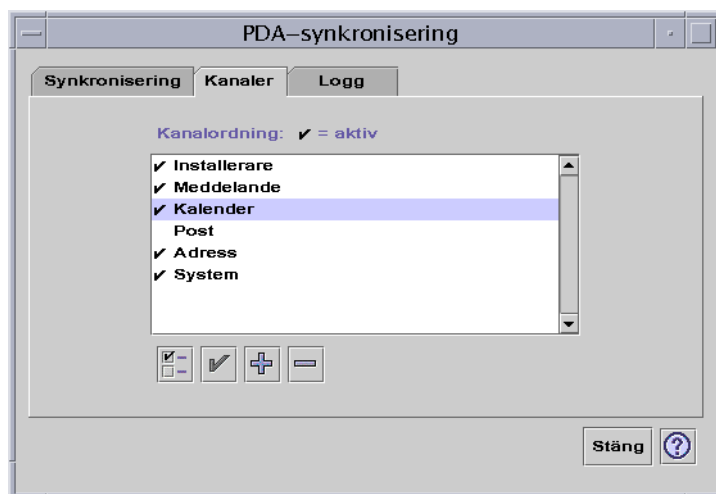 PDA–synkronisering
Synkronisering Kanaler Logg
Kanalordning: ✔ = aktiv
✔ Installerare
✔ Meddelande
✔ Kalender
Post
✔ Adress
✔ System
Stäng ?